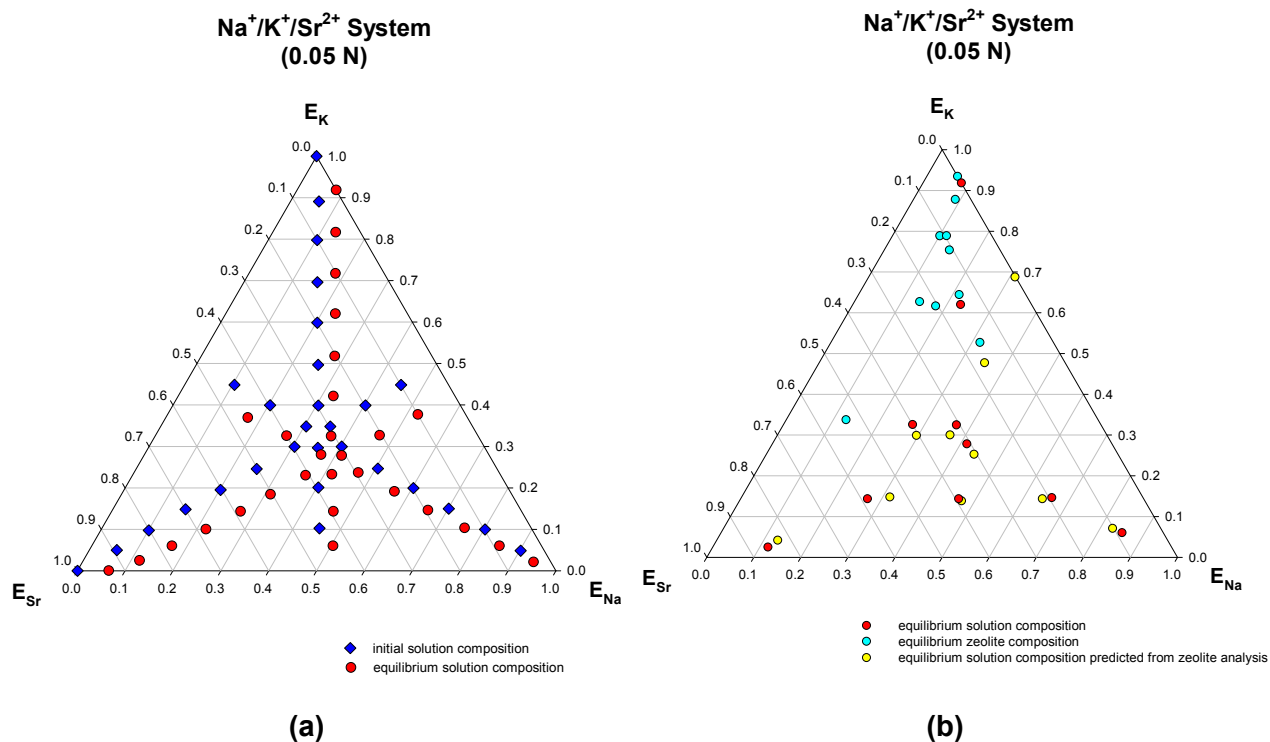 Na⁺/K⁺/Sr²⁺ System
(0.05 N)
E_K
0.0 1.0
0.1 0.9
0.2 0.8
0.3 0.7
0.4 0.6
0.5 0.5
0.6 0.4
0.7 0.3
0.8 0.2
0.9 0.1
1.0 0.0
0.0 0.1 0.2 0.3 0.4 0.5 0.6 0.7 0.8 0.9 1.0
E_Sr E_Na
initial solution composition
equilibrium solution composition
(a)
Na⁺/K⁺/Sr²⁺ System
(0.05 N)
E_K
0.0 1.0
0.1 0.9
0.2 0.8
0.3 0.7
0.4 0.6
0.5 0.5
0.6 0.4
0.7 0.3
0.8 0.2
0.9 0.1
1.0 0.0
0.0 0.1 0.2 0.3 0.4 0.5 0.6 0.7 0.8 0.9 1.0
E_Sr E_Na
equilibrium solution composition
equilibrium zeolite composition
equilibrium solution composition predicted from zeolite analysis
(b)